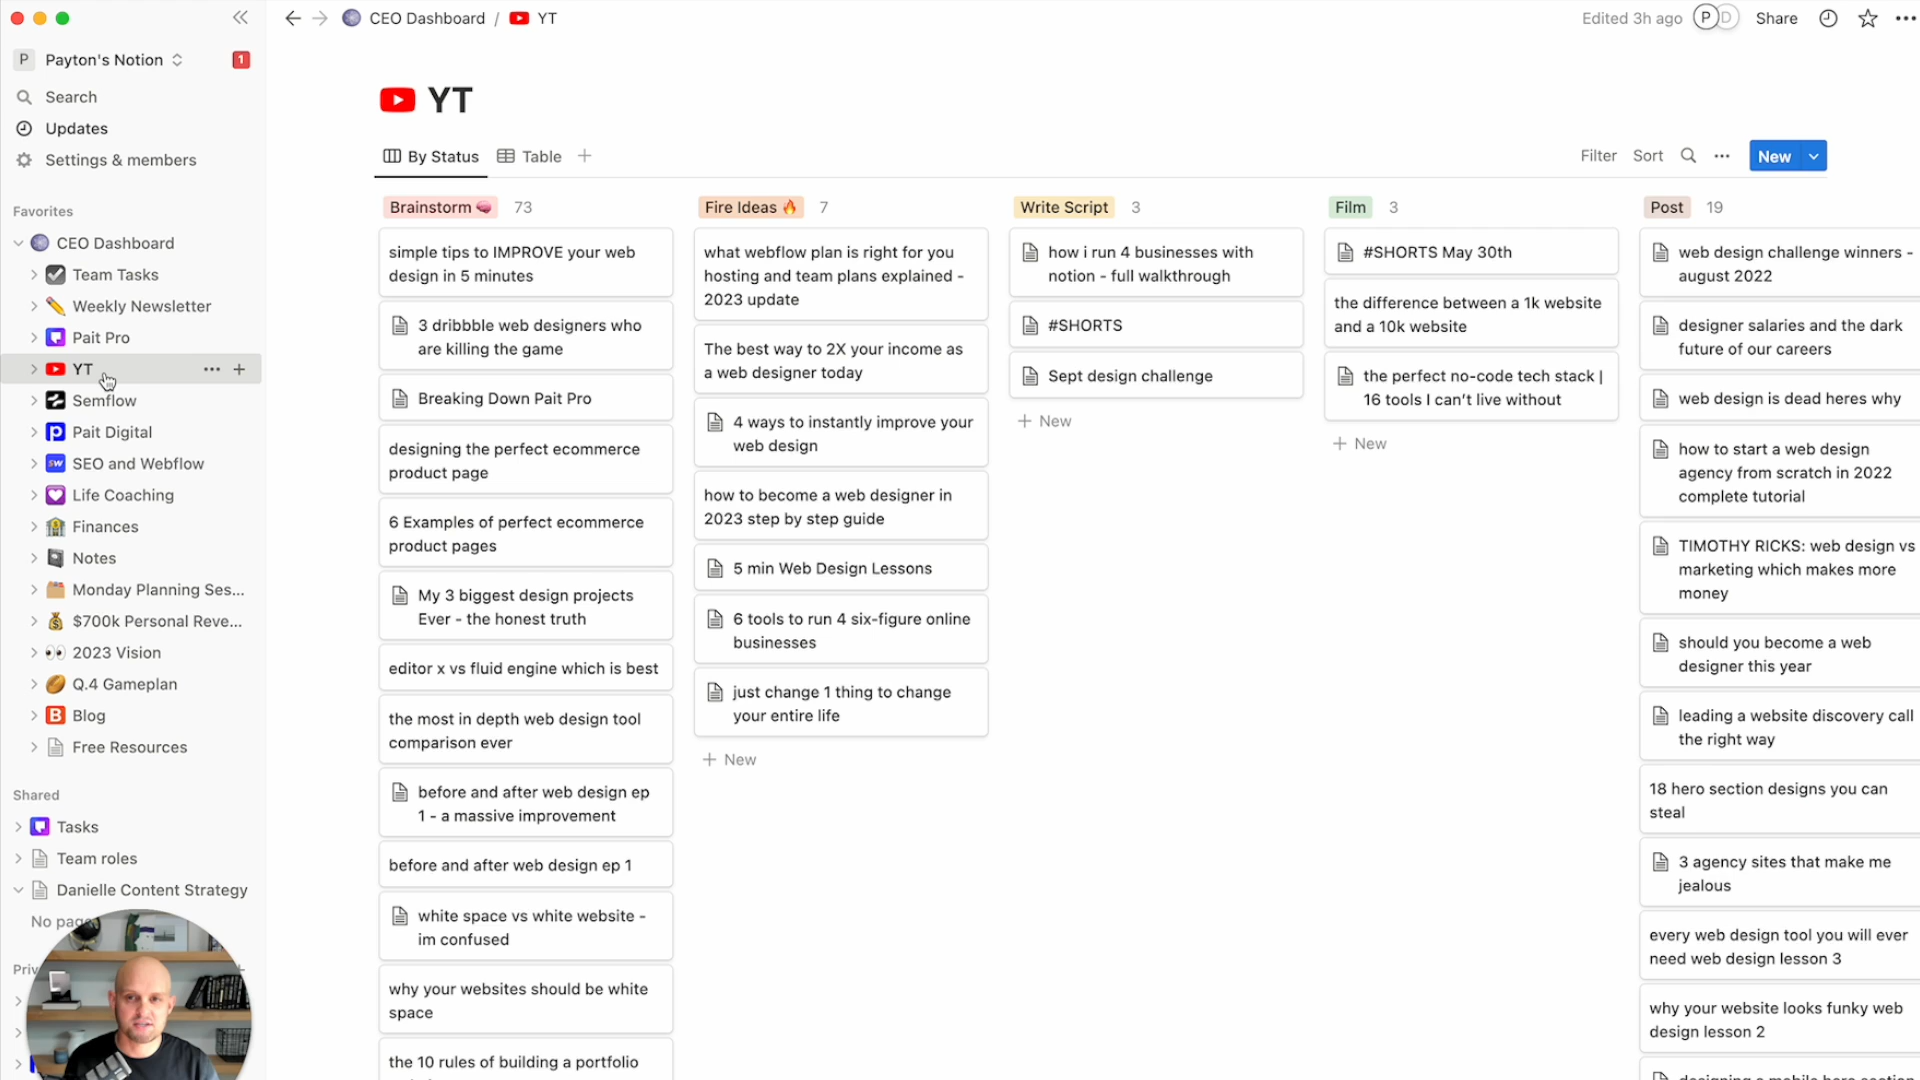 CEO Dashboard / YT
Edited 3h ago
P
D
Share
P
Payton's Notion
1
Search
Updates
Settings & members
Favorites
CEO Dashboard
Team Tasks
Weekly Newsletter
Pait Pro
YT
Semflow
Pait Digital
SW
SEO and Webflow
Life Coaching
Finances
Notes
Monday Planning Ses...
$700k Personal Reve...
2023 Vision
Q.4 Gameplan
Blog
Free Resources
Shared
Tasks
Team roles
Danielle Content Strategy
No pag
Priv
YT
By Status
Table
Filter
Sort
New
Brainstorm 🧠 73
simple tips to IMPROVE your web
design in 5 minutes
3 dribbble web designers who
are killing the game
Breaking Down Pait Pro
designing the perfect ecommerce
product page
6 Examples of perfect ecommerce
product pages
My 3 biggest design projects
Ever - the honest truth
editor x vs fluid engine which is best
the most in depth web design tool
comparison ever
before and after web design ep
1 - a massive improvement
before and after web design ep 1
white space vs white website -
im confused
why your websites should be white
space
the 10 rules of building a portfolio
Fire Ideas 🔥 7
what webflow plan is right for you
hosting and team plans explained -
2023 update
The best way to 2X your income as
a web designer today
4 ways to instantly improve your
web design
how to become a web designer in
2023 step by step guide
5 min Web Design Lessons
6 tools to run 4 six-figure online
businesses
just change 1 thing to change
your entire life
+ New
Write Script 3
how i run 4 businesses with
notion - full walkthrough
#SHORTS
Sept design challenge
+ New
Film 3
#SHORTS May 30th
the difference between a 1k website
and a 10k website
the perfect no-code tech stack |
16 tools I can't live without
+ New
Post 19
web design challenge winners -
august 2022
designer salaries and the dark
future of our careers
web design is dead heres why
how to start a web design
agency from scratch in 2022
complete tutorial
TIMOTHY RICKS: web design vs
marketing which makes more
money
should you become a web
designer this year
leading a website discovery call
the right way
18 hero section designs you can
steal
3 agency sites that make me
jealous
every web design tool you will ever
need web design lesson 3
why your website looks funky web
design lesson 2